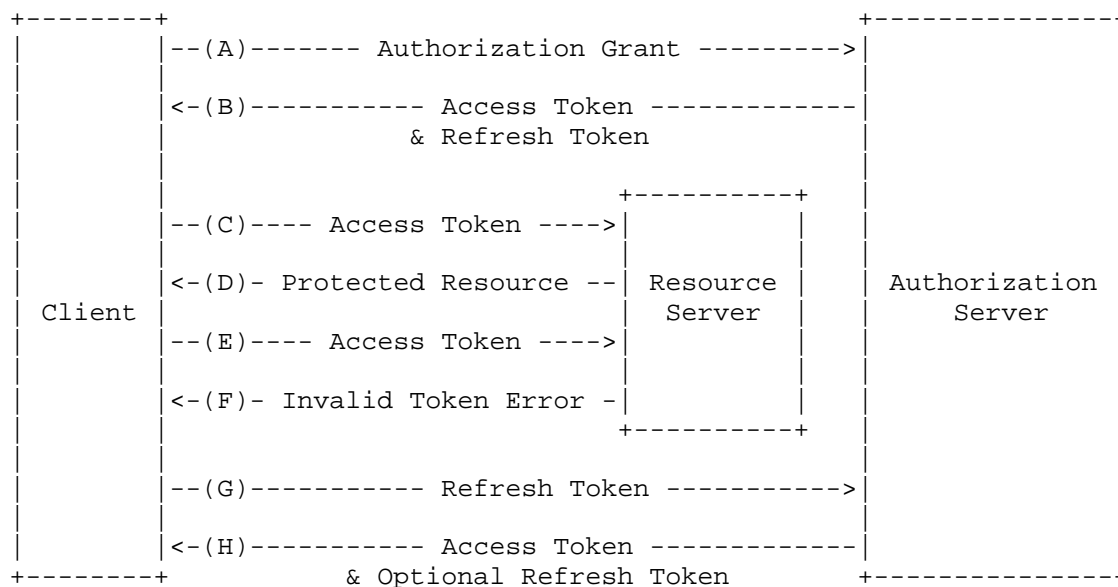 +--------+                                           +---------------
|        |--(A)------- Authorization Grant --------->|
|        |                                           |
|        |<-(B)----------- Access Token -------------|
|        |               & Refresh Token             |
|        |                                           |
|        |                            +----------+   |
|        |--(C)---- Access Token ---->|          |   |
|        |                            |          |   |
|        |<-(D)- Protected Resource --| Resource |   | Authorization
| Client |                            |  Server  |   |     Server
|        |--(E)---- Access Token ---->|          |   |
|        |                            |          |   |
|        |<-(F)- Invalid Token Error -|          |   |
|        |                            +----------+   |
|        |                                           |
|        |--(G)----------- Refresh Token ----------->|
|        |                                           |
|        |<-(H)----------- Access Token -------------|
+--------+           & Optional Refresh Token        +---------------